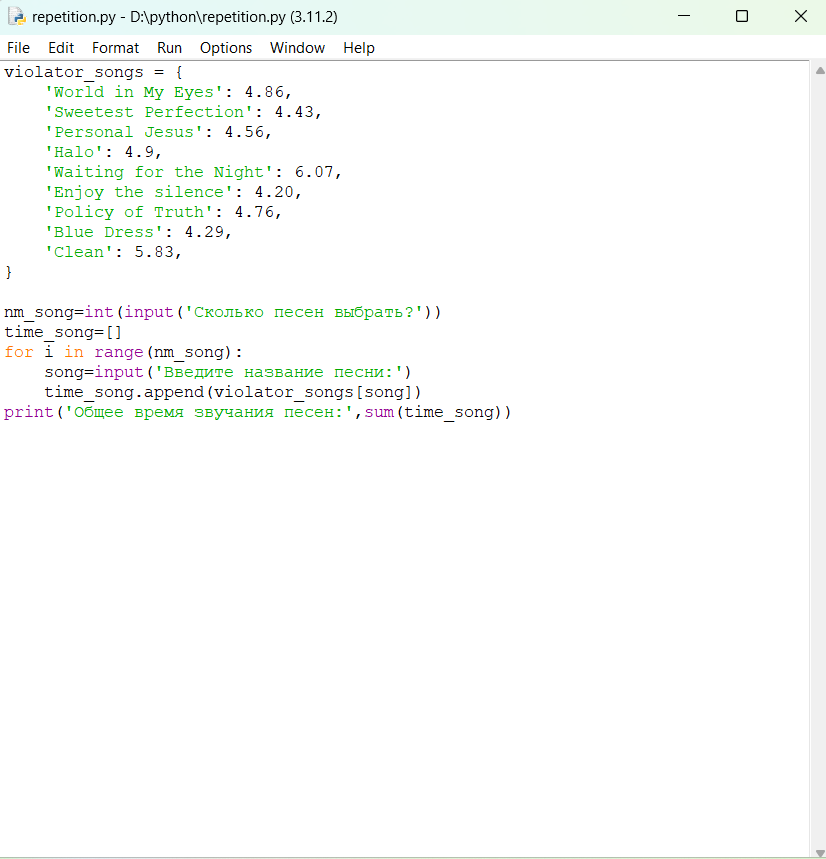 repetition.py - D:\python\repetition.py (3.11.2)
File Edit Format Run Options Window Help
violator_songs = {
    'World in My Eyes': 4.86,
    'Sweetest Perfection': 4.43,
    'Personal Jesus': 4.56,
    'Halo': 4.9,
    'Waiting for the Night': 6.07,
    'Enjoy the silence': 4.20,
    'Policy of Truth': 4.76,
    'Blue Dress': 4.29,
    'Clean': 5.83,
}
nm_song=int(input('Сколько песен выбрать?'))
time_song=[]
for i in range(nm_song):
    song=input('Введите название песни:')
    time_song.append(violator_songs[song])
print('Общее время звучания песен:',sum(time_song))